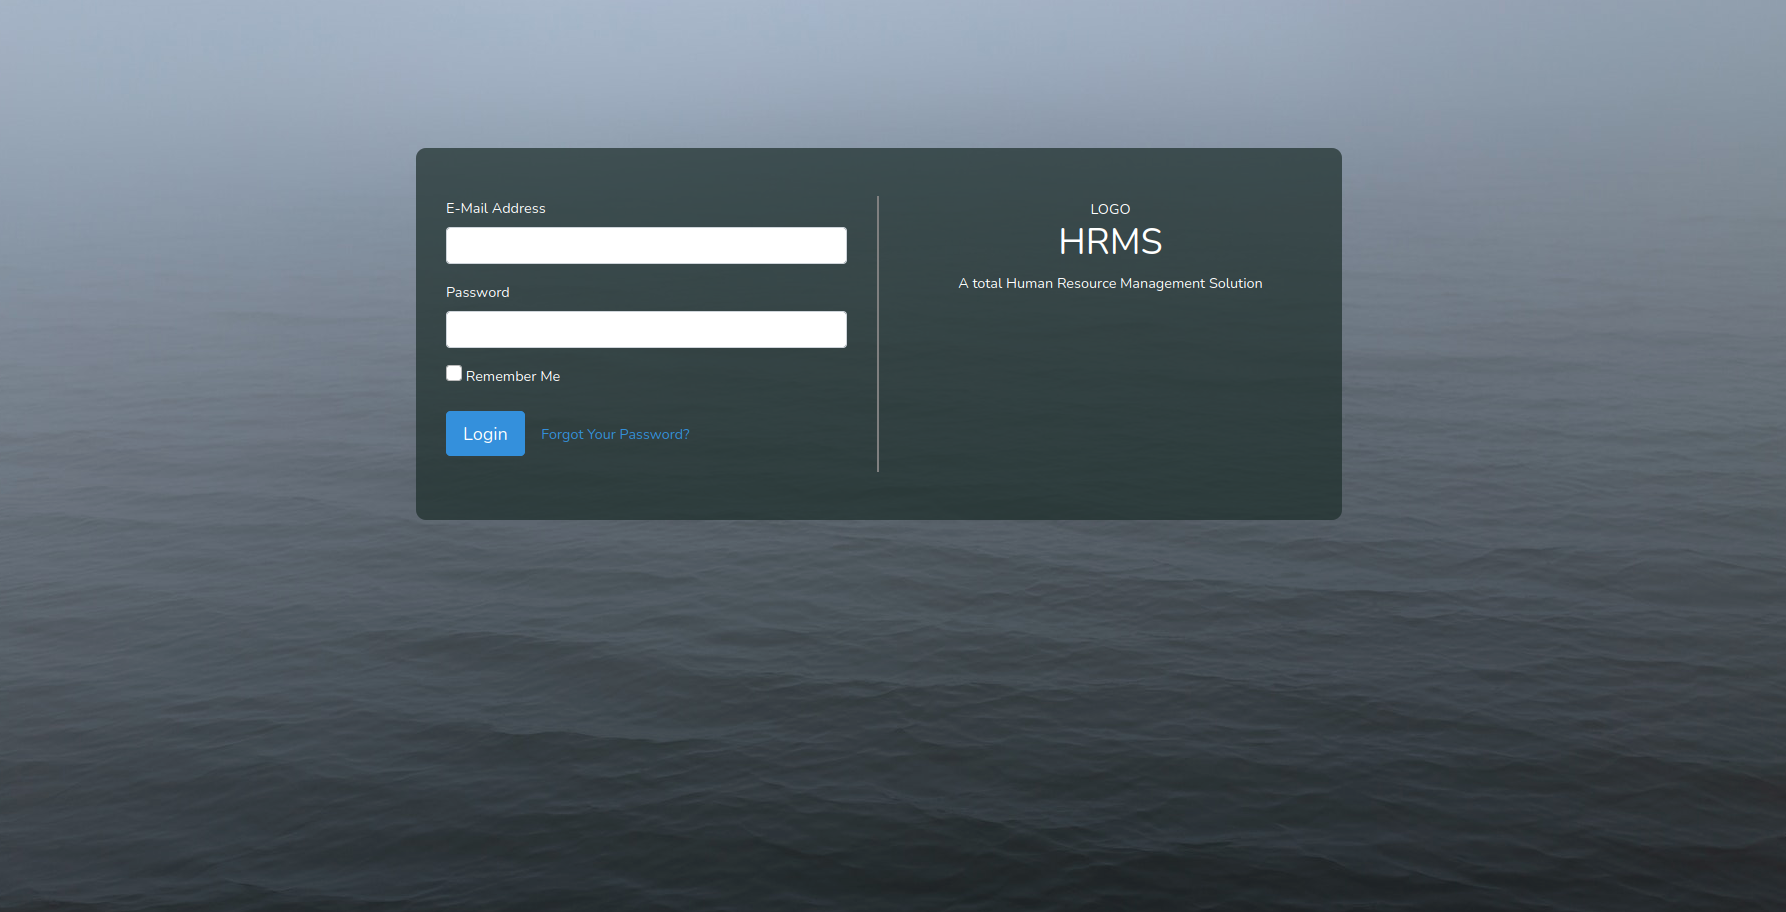 E-Mail Address
Password
Remember Me
Login
Forgot Your Password?
LOGO
HRMS
A total Human Resource Management Solution